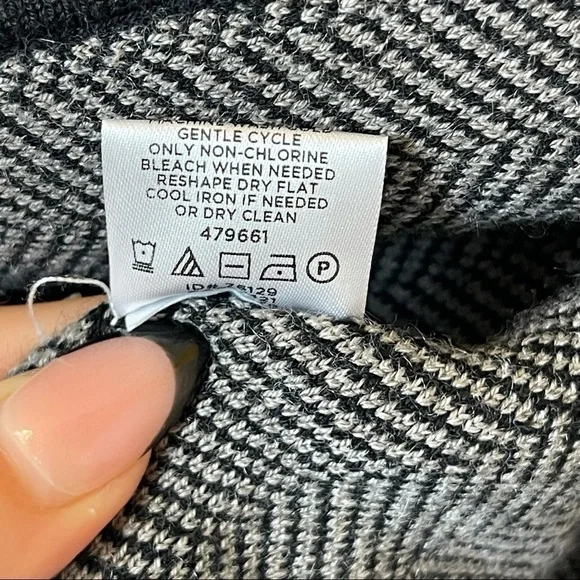 GENTLE CYCLE
ONLY NON-CHLORINE
BLEACH WHEN NEEDED
RESHAPE DRY FLAT
COOL IRON IF NEEDED
OR DRY CLEAN
479661
P